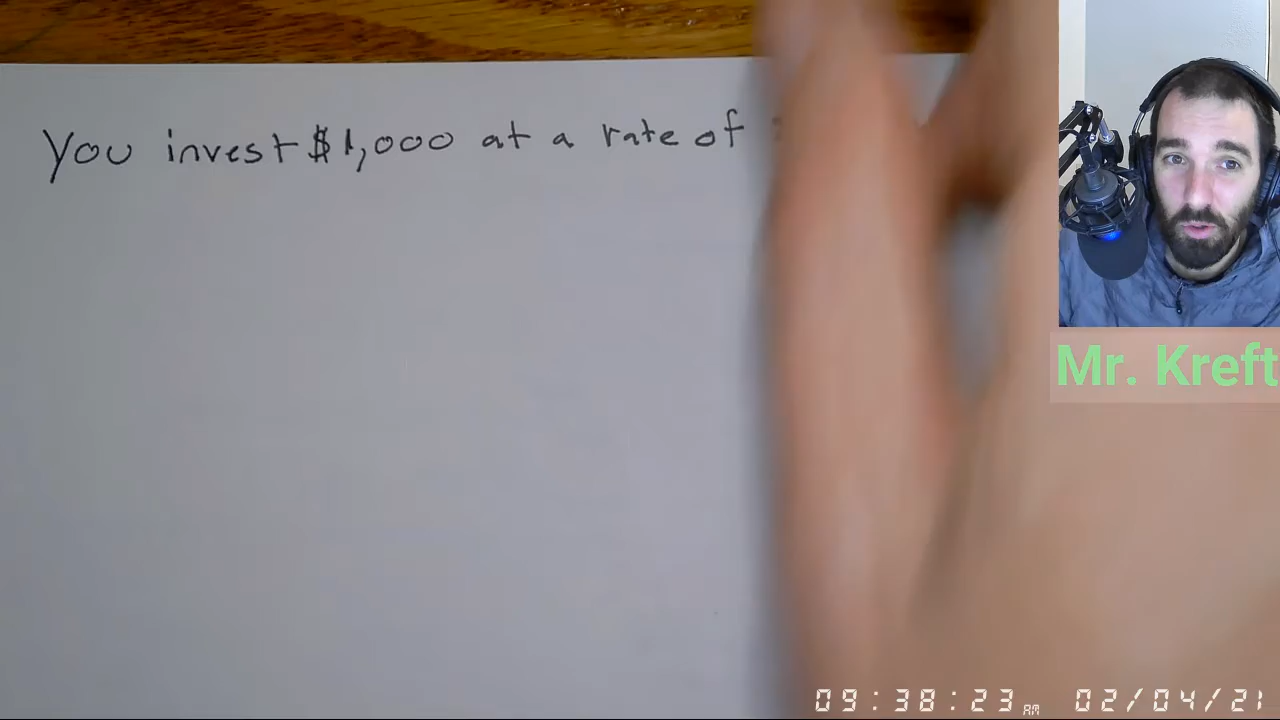 You invest $1,000 at a rate of
Mr. Kreft
09:38:23 AM 02/04/21